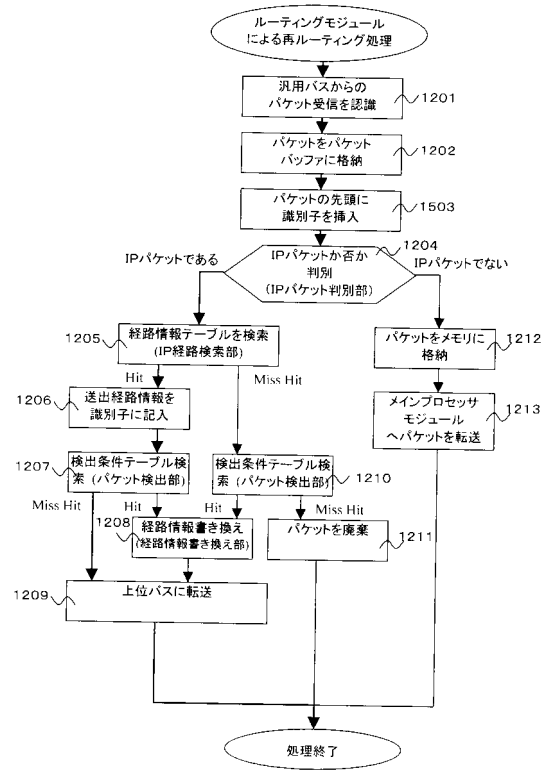 ルーティングモジュール
による再ルーティング処理
汎用バスからの
パケット受信を認識
1201
パケットをパケット
バッファに格納
1202
パケットの先頭に
識別子を挿入
1503
1204
IPパケットである
IPパケットか否か
判別
(IPパケット判別部)
IPパケットでない
1205
経路情報テーブルを検索
(IP経路検索部)
パケットをメモリに
格納
1212
Hit
Miss Hit
1206
送出経路情報を
識別子に記入
メインプロセッサ
モジュール
へパケットを転送
1213
1207
検出条件テーブル検
索 (パケット検出部)
検出条件テーブル検
索 (パケット検出部)
1210
Miss Hit
Hit
Hit
Miss Hit
1208
経路情報書き換え
(経路情報書き換え部)
パケットを廃棄
1211
上位バスに転送
1209
処理終了